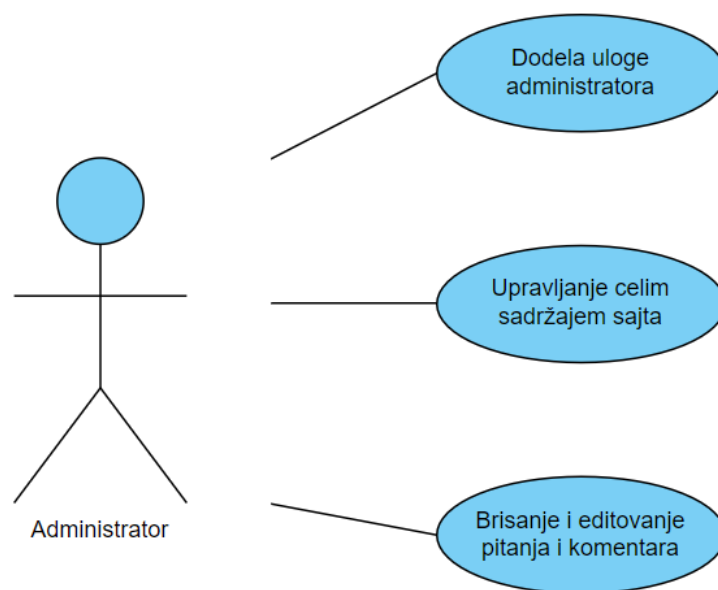 Dodela uloge
administratora
Upravljanje celim
sadržajem sajta
Brisanje i editovanje
pitanja i komentara
Administrator